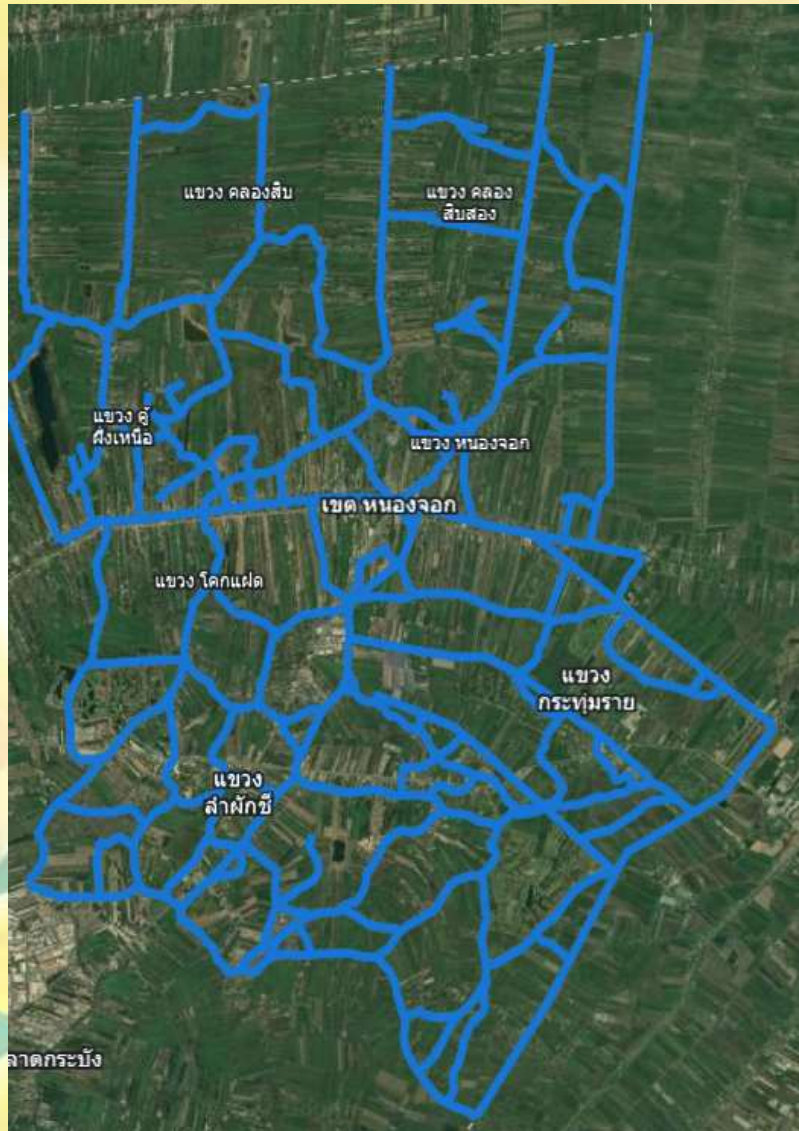 แขวง คลองสิบ
แขวง คลอง
สิบสอง
แขวง คู้
ฝั่งเหนือ
แขวง หนองจอก
เขต หนองจอก
แขวง โคกแฝด
แขวง
กระทุ่มราย
แขวง
ลำผักชี
ลาดกระบัง